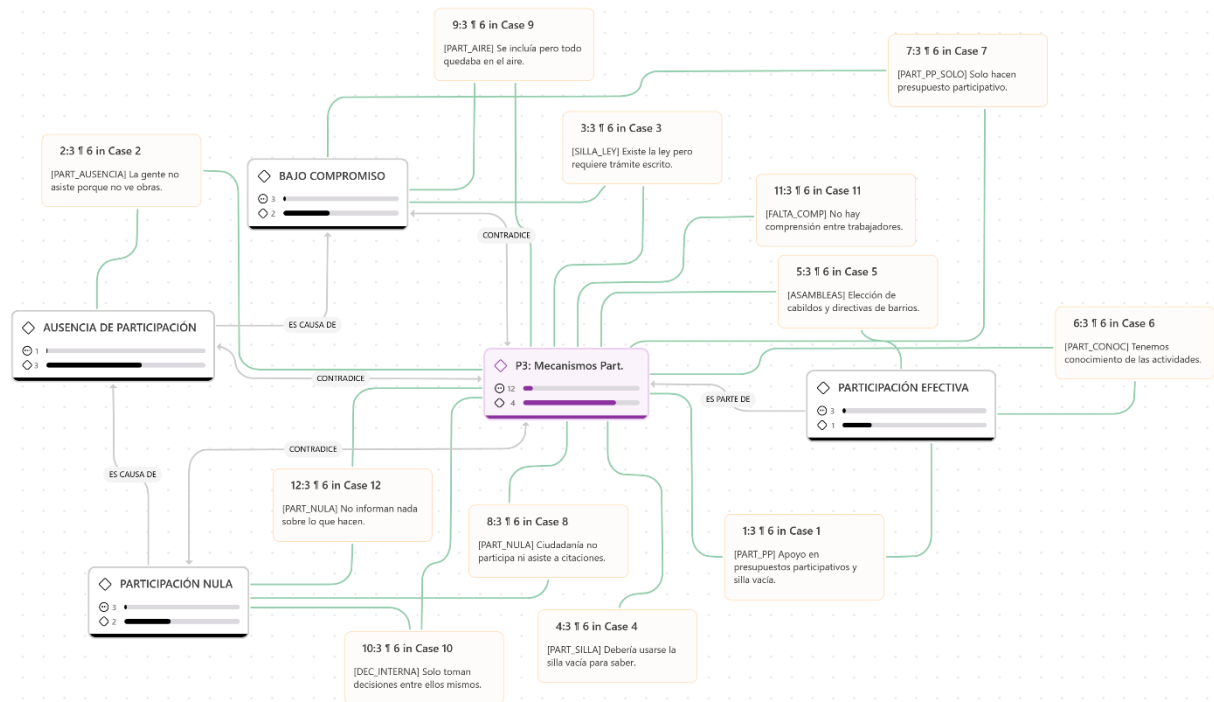 9:3 ¶ 6 in Case 9
[PART_AIRE] Se incluía pero todo
quedaba en el aire.
7:3 ¶ 6 in Case 7
[PART_PP_SOLO] Solo hacen
presupuesto participativo.
3:3 ¶ 6 in Case 3
[SILLA_LEY] Existe la ley pero
requiere trámite escrito.
2:3 ¶ 6 in Case 2
[PART_AUSENCIA] La gente no
asiste porque no ve obras.
BAJO COMPROMISO
3
2
11:3 ¶ 6 in Case 11
[FALTA_COMP] No hay
comprensión entre trabajadores.
CONTRADICE
5:3 ¶ 6 in Case 5
[ASAMBLEAS] Elección de
cabildos y directivas de barrios.
AUSENCIA DE PARTICIPACIÓN
1
3
ES CAUSA DE
6:3 ¶ 6 in Case 6
[PART_CONOC] Tenemos
conocimiento de las actividades.
P3: Mecanismos Part.
12
4
CONTRADICE
ES PARTE DE
PARTICIPACIÓN EFECTIVA
3
1
CONTRADICE
ES CAUSA DE
12:3 ¶ 6 in Case 12
[PART_NULA] No informan nada
sobre lo que hacen.
8:3 ¶ 6 in Case 8
[PART_NULA] Ciudadanía no
participa ni asiste a citaciones.
1:3 ¶ 6 in Case 1
[PART_PP] Apoyo en
presupuestos participativos y
silla vacía.
PARTICIPACIÓN NULA
3
2
4:3 ¶ 6 in Case 4
[PART_SILLA] Debería usarse la
silla vacía para saber.
10:3 ¶ 6 in Case 10
[DEC_INTERNA] Solo toman
decisiones entre ellos mismos.